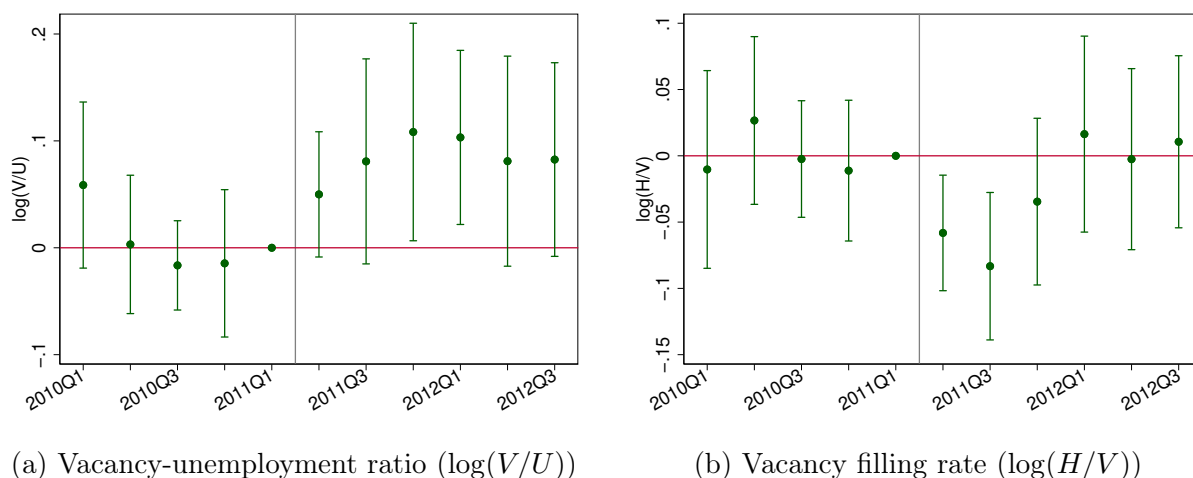 .2
.1
0
-.1
log(V/U)
2010Q1
2010Q3
2011Q1
2011Q3
2012Q1
2012Q3
(a) Vacancy-unemployment ratio (log(V/U))
.1
.05
0
-.05
-.1
-.15
log(H/V)
2010Q1
2010Q3
2011Q1
2011Q3
2012Q1
2012Q3
(b) Vacancy filling rate (log(H/V))